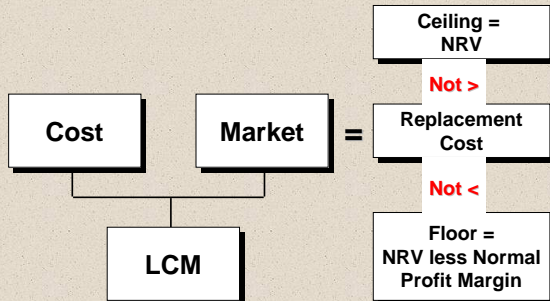 Ceiling =
NRV
Not >
Cost
Market
=
Replacement
Cost
Not <
LCM
Floor =
NRV less Normal
Profit Margin